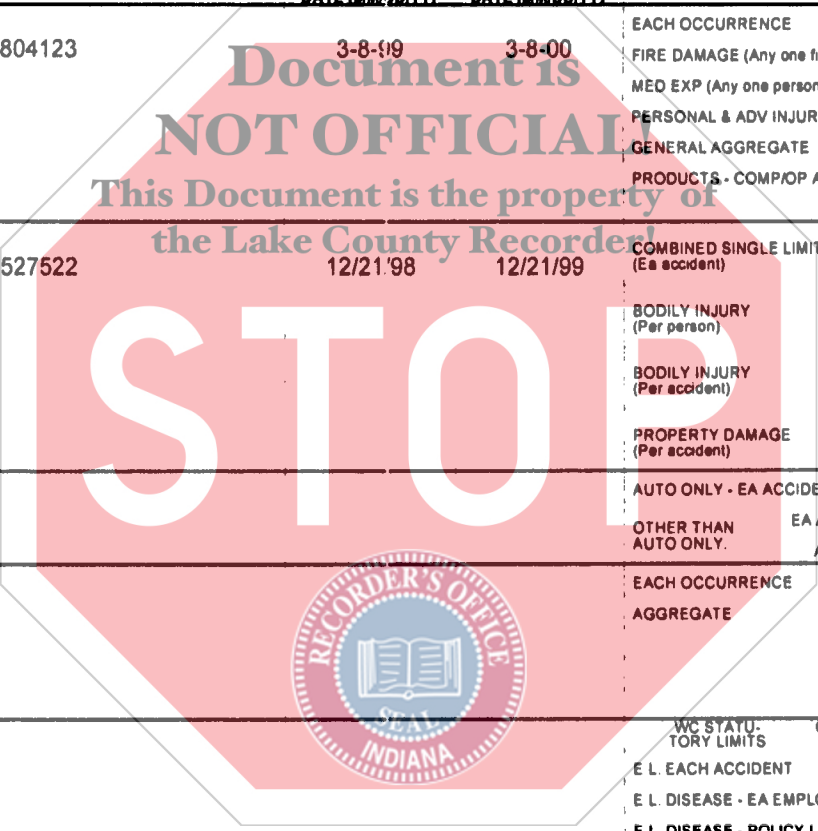 EACH OCCURRENCE
804123 3-8-99 3-8-00
FIRE DAMAGE (Any one
MED EXP (Any one person
PERSONAL & ADV INJUR
GENERAL AGGREGATE
PRODUCTS - COMP/OP A
Document is
NOT OFFICIAL!
This Document is the property of
the Lake County Recorder!
527522 12/21/98 12/21/99
COMBINED SINGLE LIMIT
(Ea accident)
BODILY INJURY
(Per person)
BODILY INJURY
(Per accident)
PROPERTY DAMAGE
(Per accident)
STOP
AUTO ONLY - EA ACCIDE
OTHER THAN EA
AUTO ONLY.
EACH OCCURRENCE
AGGREGATE
RECORDER'S OFFICE
SEAL
INDIANA
WC STATU-
TORY LIMITS
E L. EACH ACCIDENT
E L. DISEASE - EA EMPLO
E L. DISEASE - POLICY L